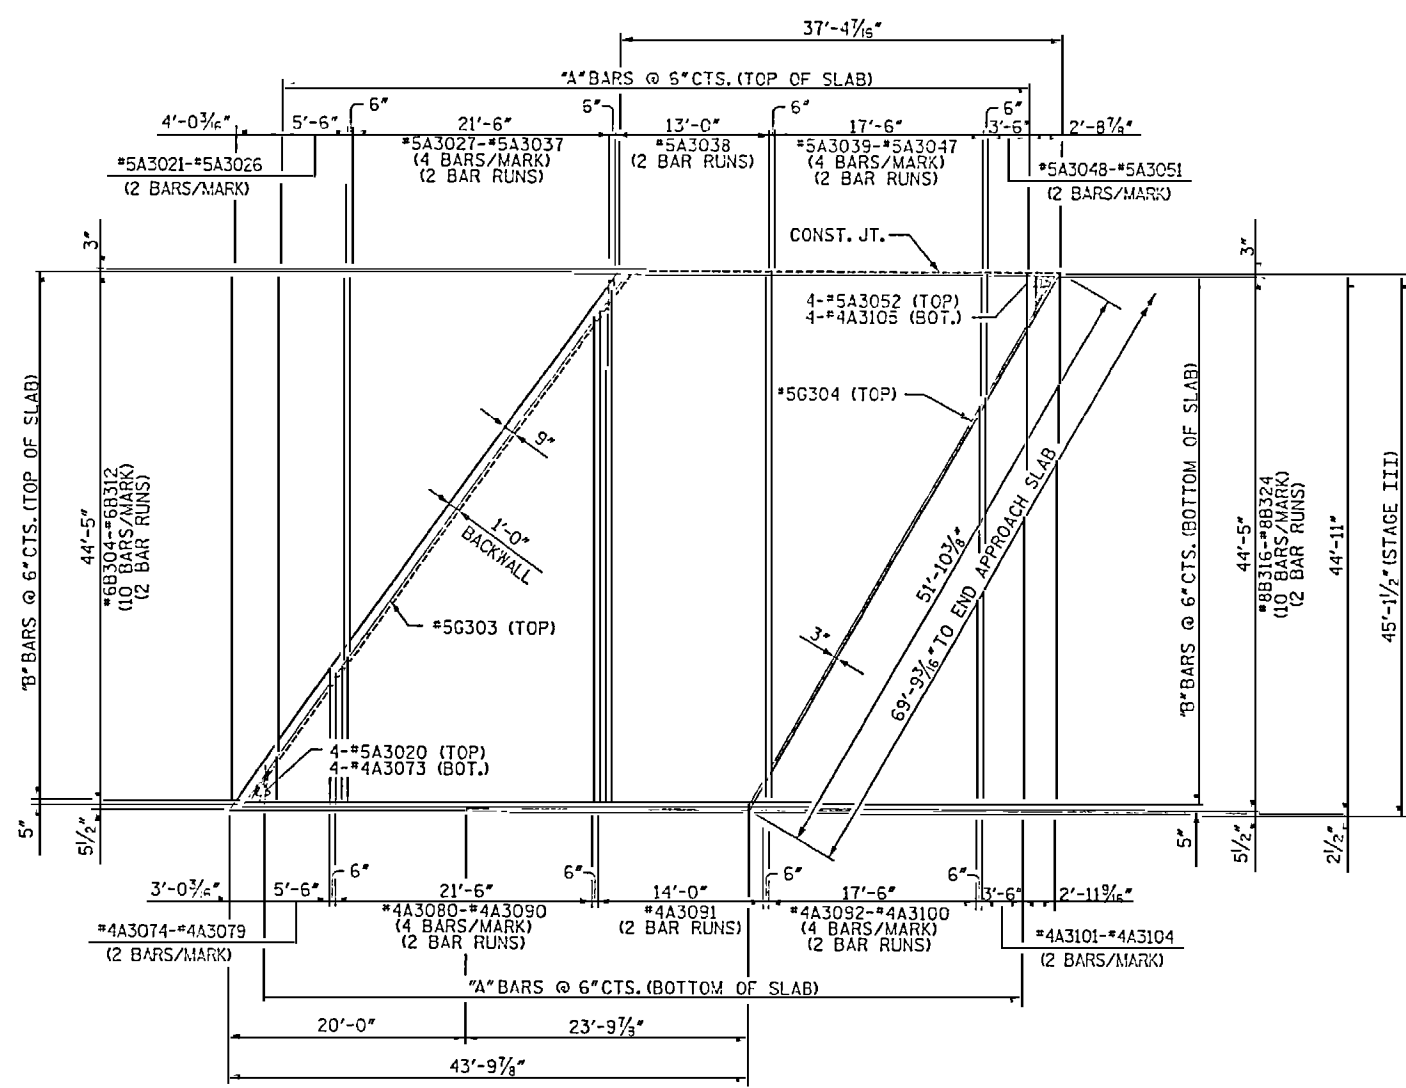 37'-4 7/16"
"A" BARS @ 6" CTS. (TOP OF SLAB)
6" 6" 6" 6"
4'-0 3/16" 5'-6" 21'-6" 13'-0" 17'-6" 3'-6" 2'-8 7/8"
#5A3021-#5A3026
(2 BARS/MARK)
#5A3027-#5A3037
(4 BARS/MARK)
(2 BAR RUNS)
#5A3038
(2 BAR RUNS)
#5A3039-#5A3047
(4 BARS/MARK)
(2 BAR RUNS)
#5A3048-#5A3051
(2 BARS/MARK)
3"
3"
CONST. JT.
4-#5A3052 (TOP)
4-#4A3105 (BOT.)
#5G304 (TOP)
9"
1'-0"
BACKWALL
#5G303 (TOP)
3"
51'-10 3/8"
69'-9 3/16" TO END APPROACH SLAB
"B" BARS @ 6" CTS. (TOP OF SLAB)
44'-5"
#6B304-#6B312
(10 BARS/MARK)
(2 BAR RUNS)
"B" BARS @ 6" CTS. (BOTTOM OF SLAB)
44'-5"
#8B316-#8B324
(10 BARS/MARK)
(2 BAR RUNS)
44'-11"
45'-1 1/2" (STAGE III)
4-#5A3020 (TOP)
4-#4A3073 (BOT.)
5"
5 1/2"
5"
5 1/2"
2 1/2"
6" 6" 6" 6"
3'-0 3/16" 5'-6" 21'-6" 14'-0" 17'-6" 3'-6" 2'-11 9/16"
#4A3074-#4A3079
(2 BARS/MARK)
#4A3080-#4A3090
(4 BARS/MARK)
(2 BAR RUNS)
#4A3091
(2 BAR RUNS)
#4A3092-#4A3100
(4 BARS/MARK)
(2 BAR RUNS)
#4A3101-#4A3104
(2 BARS/MARK)
"A" BARS @ 6" CTS. (BOTTOM OF SLAB)
20'-0" 23'-9 7/8"
43'-9 7/8"